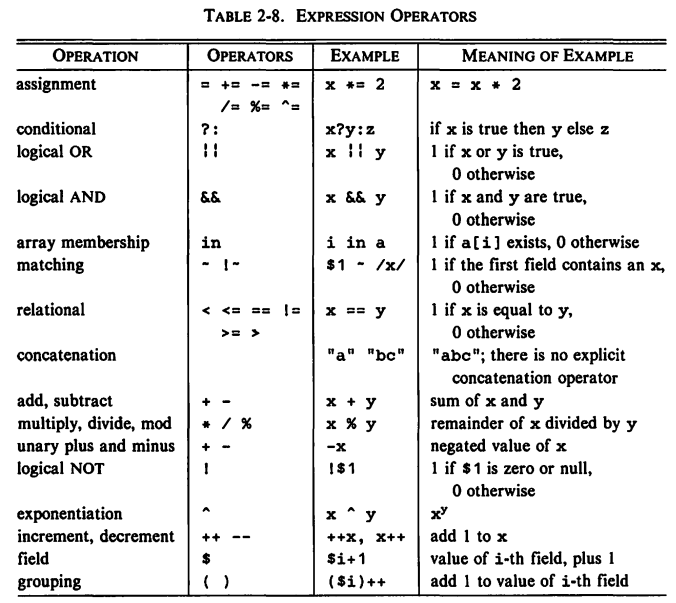 TABLE 2-8. EXPRESSION OPERATORS
OPERATION OPERATORS EXAMPLE MEANING OF EXAMPLE
assignment = += -= *= x *= 2 x = x * 2
/= %= ^=
conditional ?: x?y:z if x is true then y else z
logical OR || x || y 1 if x or y is true,
0 otherwise
logical AND && x && y 1 if x and y are true,
0 otherwise
array membership in i in a 1 if a[i] exists, 0 otherwise
matching ~ !~ $1 ~ /x/ 1 if the first field contains an x,
0 otherwise
relational < <= == != x == y 1 if x is equal to y,
>= > 0 otherwise
concatenation "a" "bc" "abc"; there is no explicit
concatenation operator
add, subtract + - x + y sum of x and y
multiply, divide, mod * / % x % y remainder of x divided by y
unary plus and minus + - -x negated value of x
logical NOT ! !$1 1 if $1 is zero or null,
0 otherwise
exponentiation ^ x ^ y xʸ
increment, decrement ++ -- ++x, x++ add 1 to x
field $ $i+1 value of i-th field, plus 1
grouping ( ) ($i)++ add 1 to value of i-th field